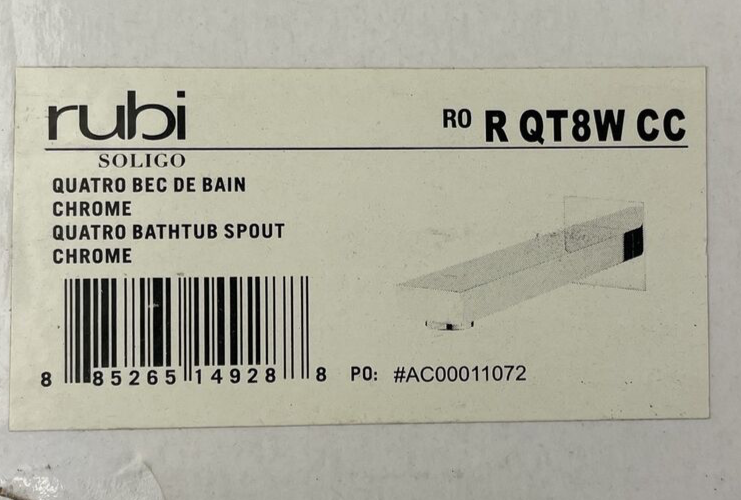 rubi
RO R QT8W CC
SOLIGO
QUATRO BEC DE BAIN
CHROME
QUATRO BATHTUB SPOUT
CHROME
8 85265 14928 8
PO: #AC00011072